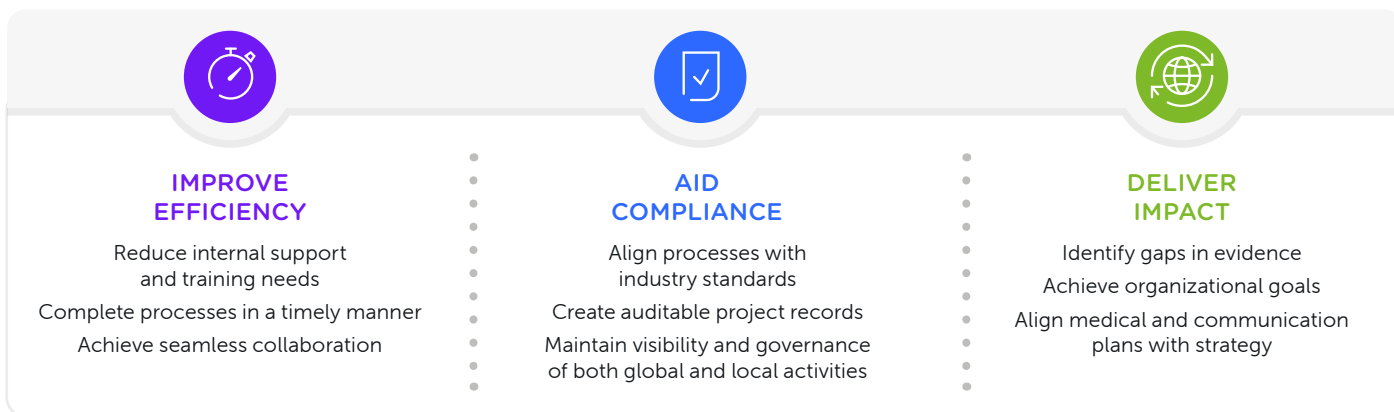 IMPROVE
EFFICIENCY
Reduce internal support
and training needs
Complete processes in a timely manner
Achieve seamless collaboration
AID
COMPLIANCE
Align processes with
industry standards
Create auditable project records
Maintain visibility and governance
of both global and local activities
DELIVER
IMPACT
Identify gaps in evidence
Achieve organizational goals
Align medical and communication
plans with strategy